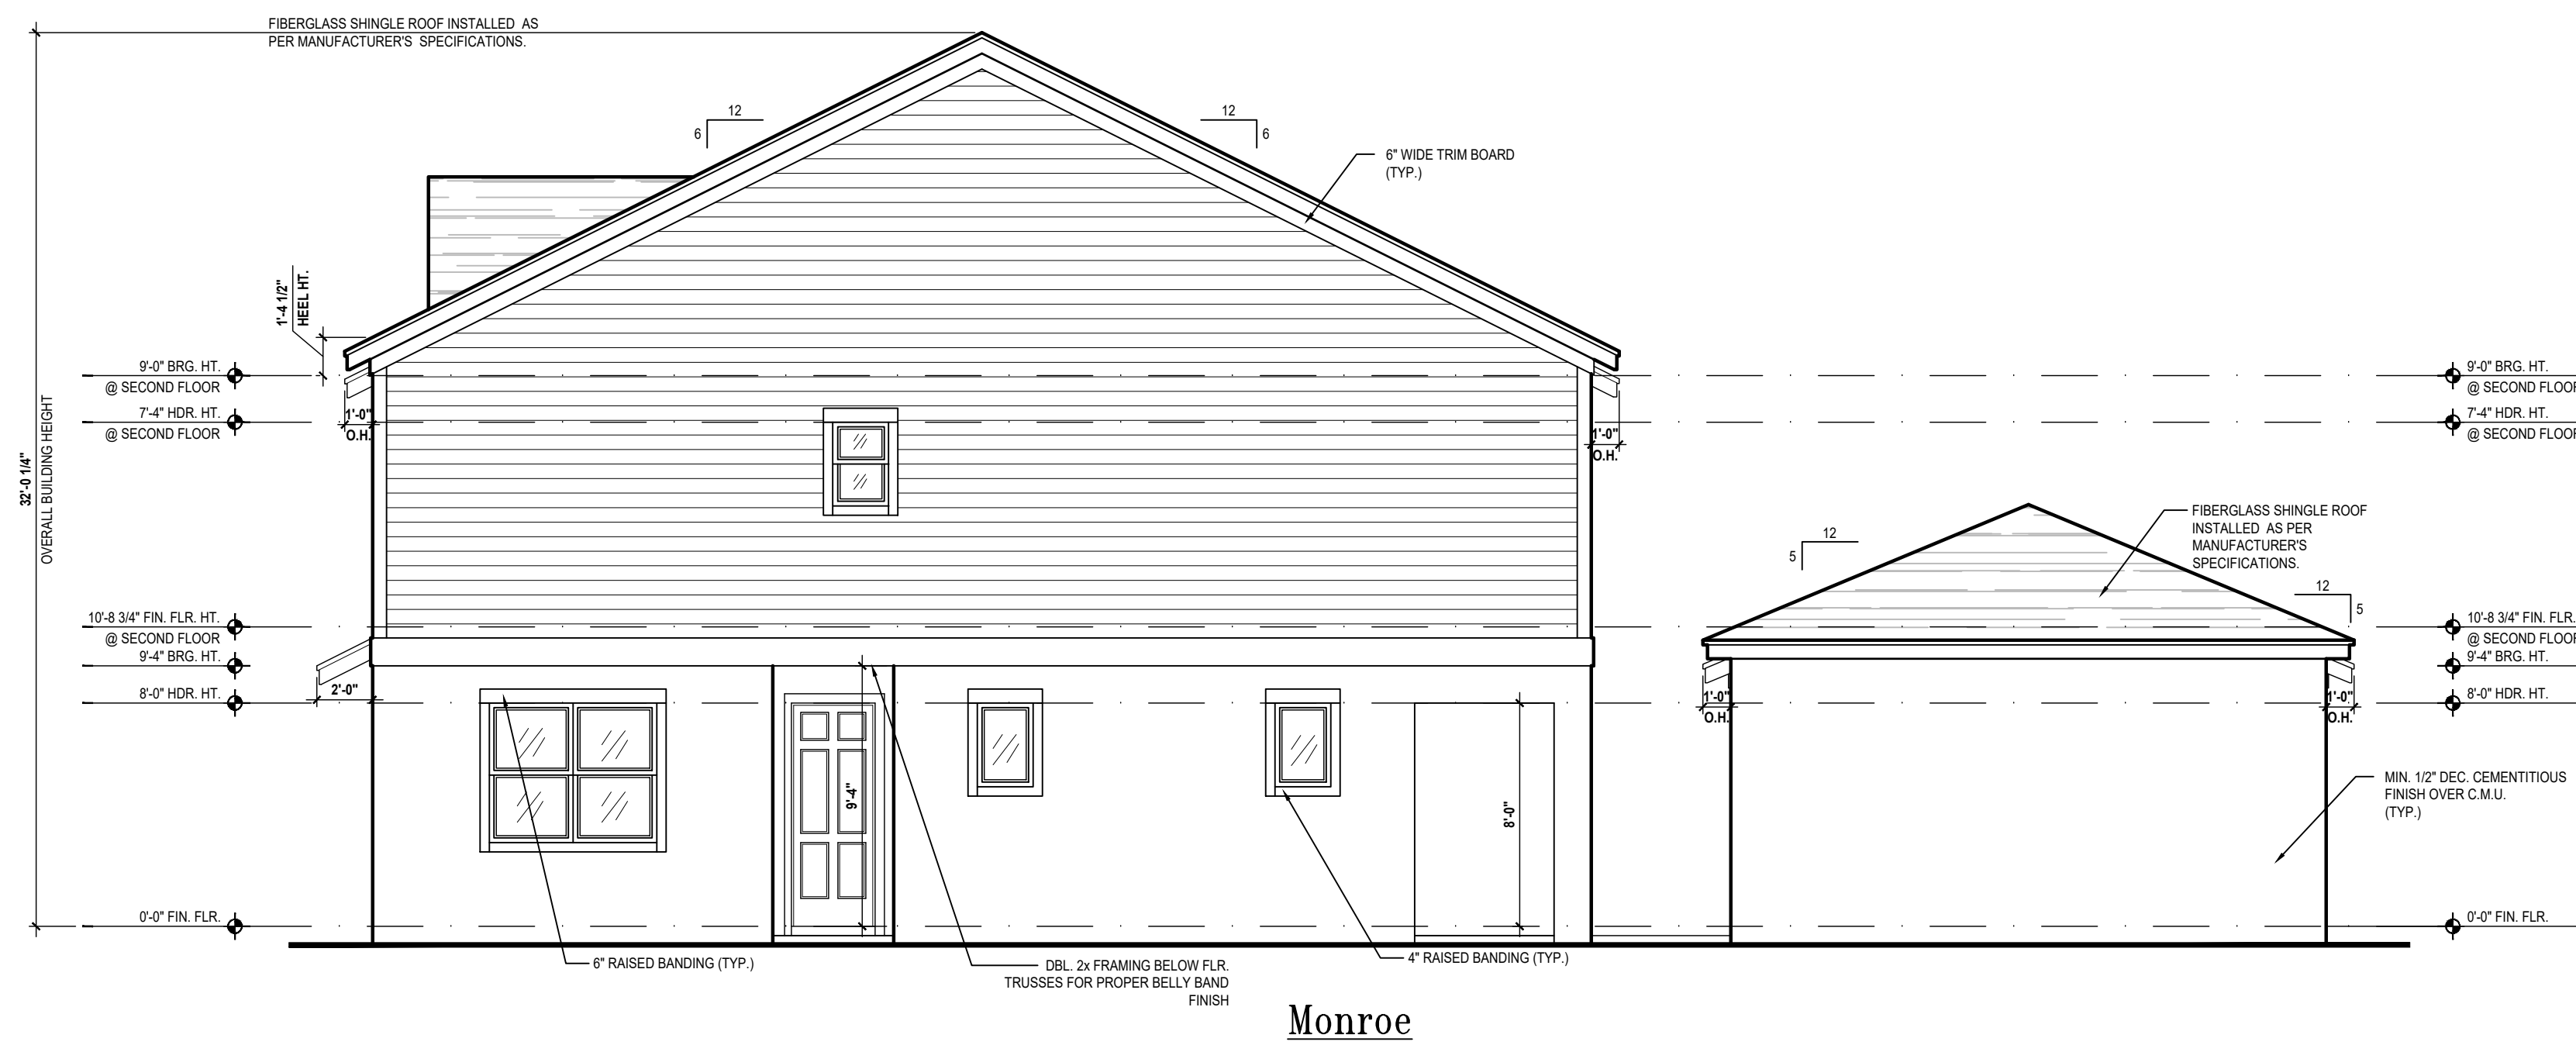 FIBERGLASS SHINGLE ROOF INSTALLED AS
PER MANUFACTURER'S SPECIFICATIONS.
12
6
12
6
6" WIDE TRIM BOARD
(TYP.)
1'-4 1/2"
HEEL HT.
9'-0" BRG. HT.
@ SECOND FLOOR
7'-4" HDR. HT.
@ SECOND FLOOR
1'-0"
O.H.
1'-0"
O.H.
9'-0" BRG. HT.
@ SECOND FLOOR
7'-4" HDR. HT.
@ SECOND FLOOR
32'-0 1/4"
OVERALL BUILDING HEIGHT
12
5
FIBERGLASS SHINGLE ROOF
INSTALLED AS PER
MANUFACTURER'S
SPECIFICATIONS.
12
5
10'-8 3/4" FIN. FLR. HT.
@ SECOND FLOOR
9'-4" BRG. HT.
8'-0" HDR. HT.
2'-0"
1'-0"
O.H.
1'-0"
O.H.
10'-8 3/4" FIN. FLR.
@ SECOND FLOOR
9'-4" BRG. HT.
8'-0" HDR. HT.
9'-4"
8'-0"
MIN. 1/2" DEC. CEMENTITIOUS
FINISH OVER C.M.U.
(TYP.)
0'-0" FIN. FLR.
0'-0" FIN. FLR.
6" RAISED BANDING (TYP.)
DBL. 2x FRAMING BELOW FLR.
TRUSSES FOR PROPER BELLY BAND
FINISH
4" RAISED BANDING (TYP.)
Monroe